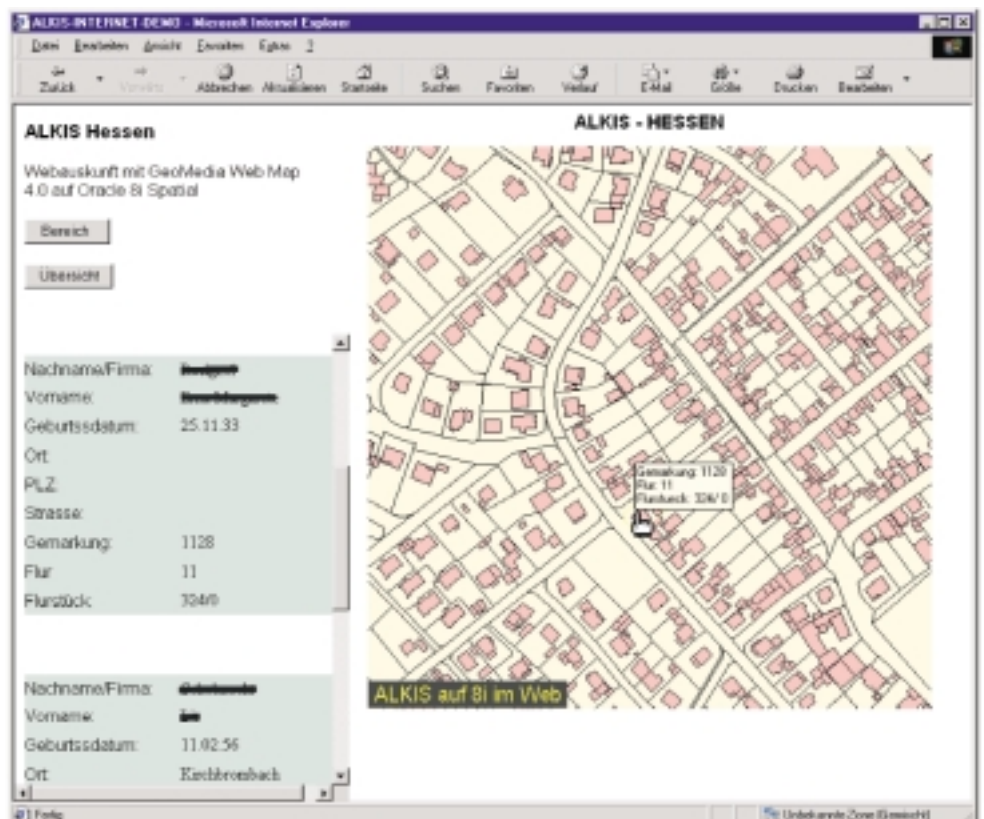 ALKIS-INTERNET-DEMO - Microsoft Internet Explorer
Datei Bearbeiten Ansicht Favoriten Extras ?
Zurück Vorwärts Abbrechen Aktualisieren Startseite Suchen Favoriten Verlauf E-Mail Größe Drucken Bearbeiten
ALKIS Hessen
Webauskunft mit GeoMedia Web Map
4.0 auf Oracle 8i Spatial
Bereich
Übersicht
Nachname/Firma:
Vorname:
Geburtssdatum: 25.11.33
Ort:
PLZ:
Strasse:
Gemarkung: 1128
Flur 11
Flurstück: 324/0
Nachname/Firma:
Vorname:
Geburtssdatum: 11.02.56
Ort: Kirchbrombach
ALKIS - HESSEN
Gemarkung: 1128
Flur: 11
Flurstueck: 324/0
ALKIS auf 8i im Web
Fertig
Unbekannte Zone (Gemischt)